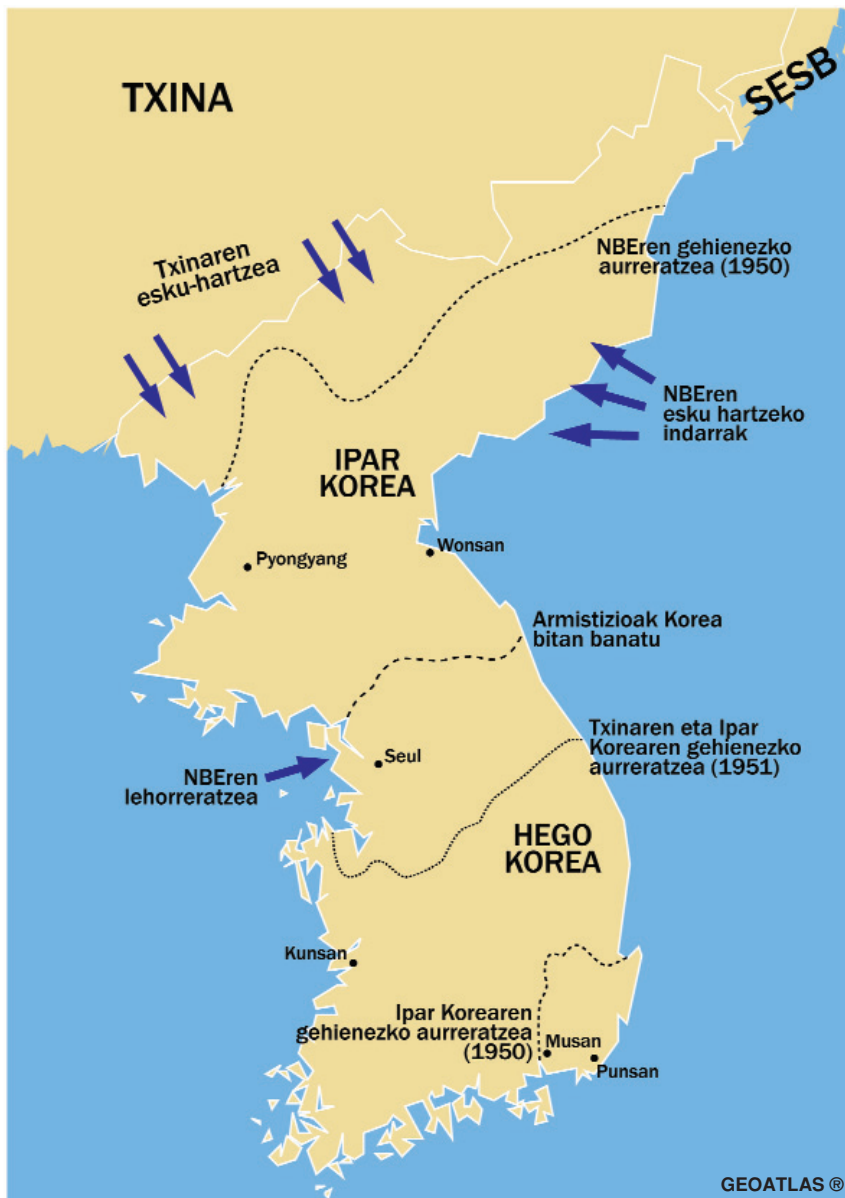 TXINA
SESB
Txinaren
esku-hartzea
NBEren gehienezko
aurreratzea (1950)
NBEren
esku hartzeko
indarrak
IPAR
KOREA
Wonsan
Pyongyang
Armistizioak Korea
bitan banatu
Txinaren eta Ipar
Korearen gehienezko
aurreratzea (1951)
Seul
NBEren
lehorreratzea
HEGO
KOREA
Kunsan
Ipar Korearen
gehienezko aurreratzea
(1950)
Musan
Punsan
GEOATLAS ®